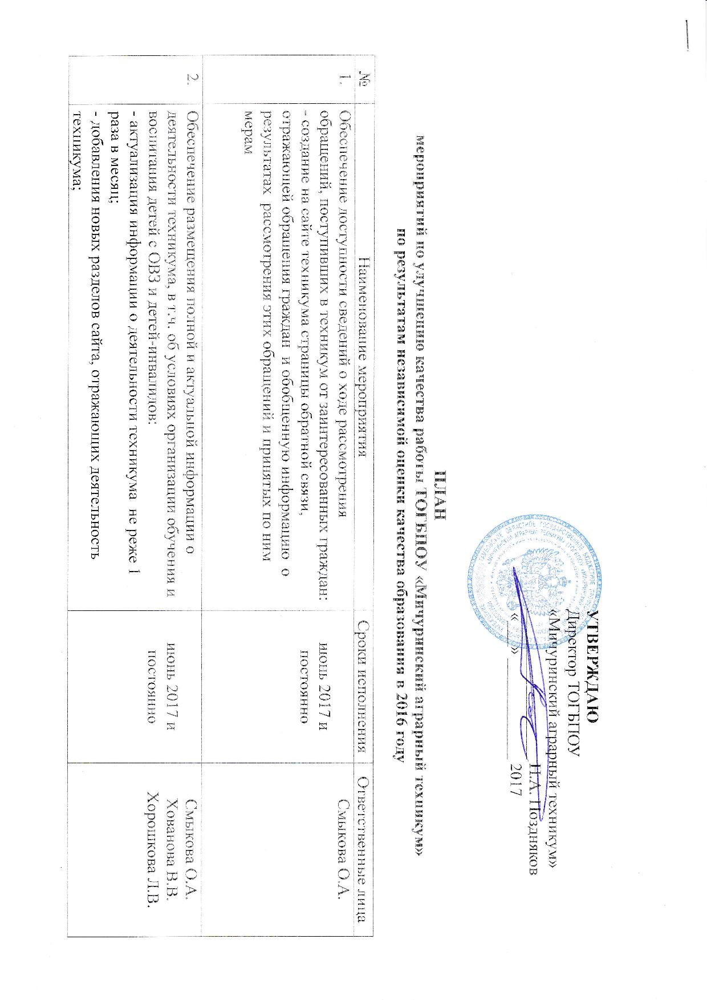 УТВЕРЖДАЮ
Директор ТОГБПОУ
«Мичуринский аграрный техникум»
П.А. Поздняков
«____» ____________ 2017
ПЛАН
мероприятий по улучшению качества работы ТОГБПОУ «Мичуринский аграрный техникум»
по результатам независимой оценки качества образования в 2016 году
№ Наименование мероприятия Сроки исполнения Ответственные лица
1. Обеспечение доступности сведений о ходе рассмотрения
обращений, поступивших в техникум от заинтересованных граждан:
- создание на сайте техникума страницы обратной связи,
отражающей обращения граждан и обобщенную информацию о
результатах рассмотрения этих обращений и принятых по ним
мерам
июнь 2017 и
постоянно
Смыкова О.А.
2. Обеспечение размещения полной и актуальной информации о
деятельности техникума, в т.ч. об условиях организации обучения и
воспитания детей с ОВЗ и детей-инвалидов:
- актуализация информации о деятельности техникума не реже 1
раза в месяц;
- добавления новых разделов сайта, отражающих деятельность
техникума;
июнь 2017 и
постоянно
Смыкова О.А.
Хованова В.В.
Хорошкова Л.В.